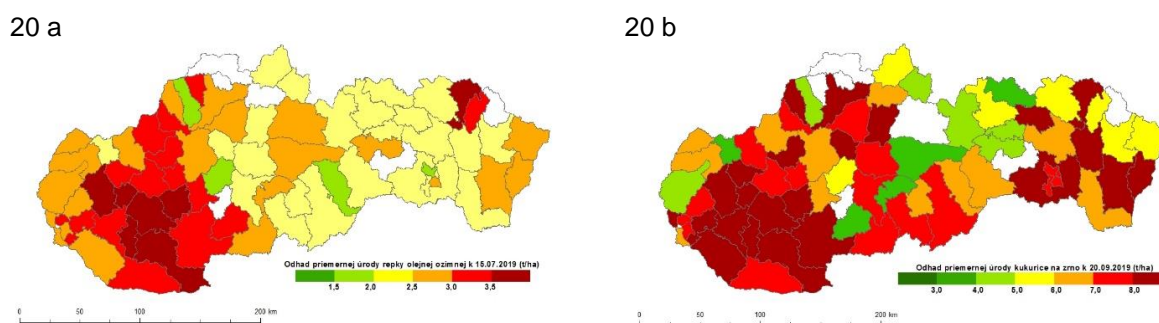 20 a
20 b
Odhad priemernej úrody repky olejnej ozimnej k 15.07.2019 (t/ha)
1,5 2,0 2,5 3,0 3,5
0 50 100 200 km
Odhad priemernej úrody kukurice na zrno k 20.09.2019 (t/ha)
3,0 4,0 5,0 6,0 7,0 8,0
0 50 100 200 km